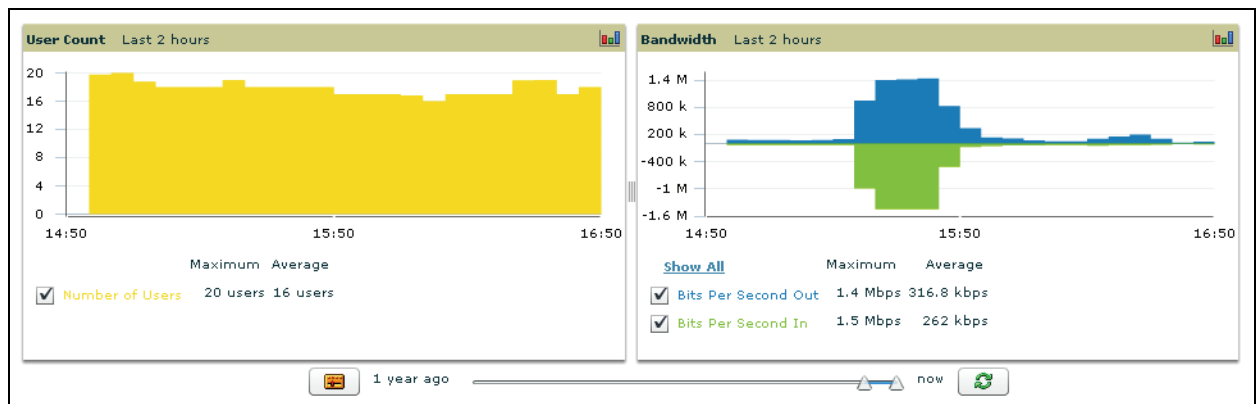 User Count Last 2 hours
20
16
12
8
4
0
14:50 15:50 16:50
Maximum Average
Number of Users 20 users 16 users
Bandwidth Last 2 hours
1.4 M
800 k
200 k
-400 k
-1 M
-1.6 M
14:50 15:50 16:50
Show All Maximum Average
Bits Per Second Out 1.4 Mbps 316.8 kbps
Bits Per Second In 1.5 Mbps 262 kbps
1 year ago now